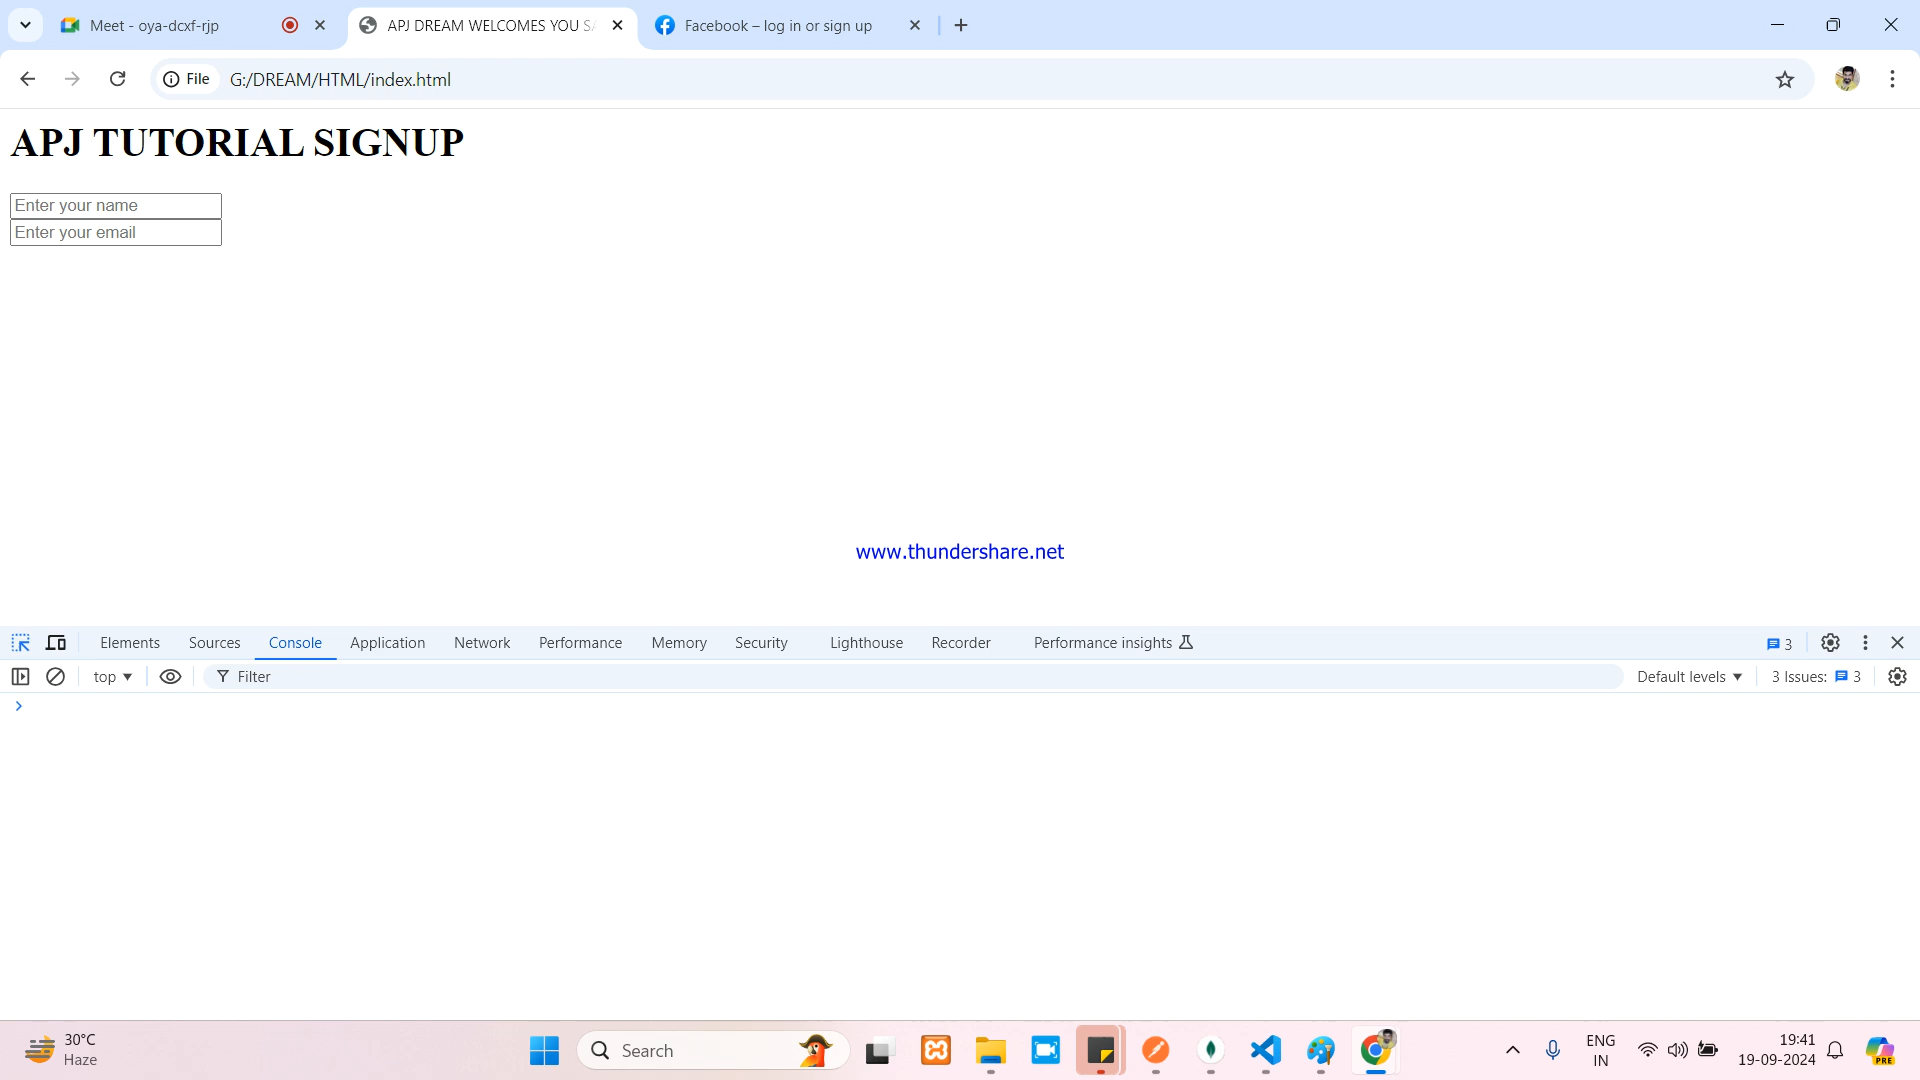 Meet - oya-dcxf-rjp
APJ DREAM WELCOMES YOU
Facebook – log in or sign up
File
G:/DREAM/HTML/index.html
APJ TUTORIAL SIGNUP
Enter your name
Enter your email
www.thundershare.net
Elements Sources Console Application Network Performance Memory Security Lighthouse Recorder Performance insights 3
top Filter Default levels 3 Issues: 3
30°C
Haze
Search
ENG
IN
19:41
19-09-2024
PRE